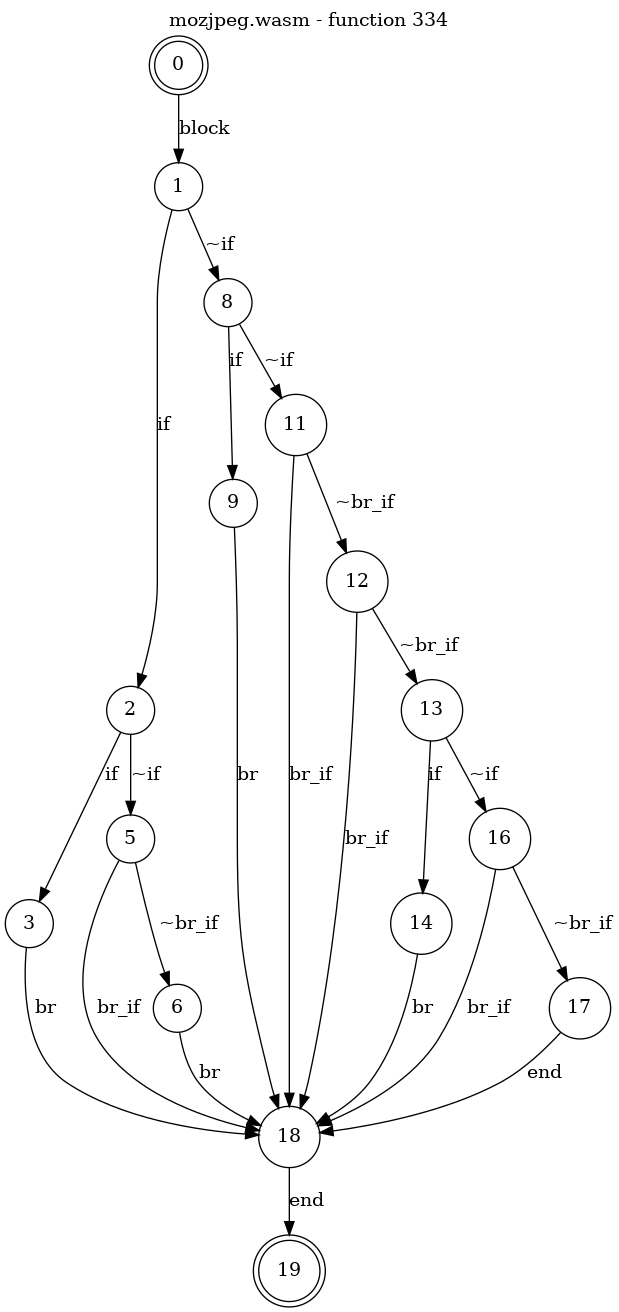 mozjpeg.wasm - function 334
0
block
1
~if
8
if
~if
11
if
9
~br_if
12
~br_if
2
13
if
~if
br
br_if
if
~if
5
br_if
16
3
~br_if
14
~br_if
br
6
br_if
br
br_if
17
br
end
18
end
19